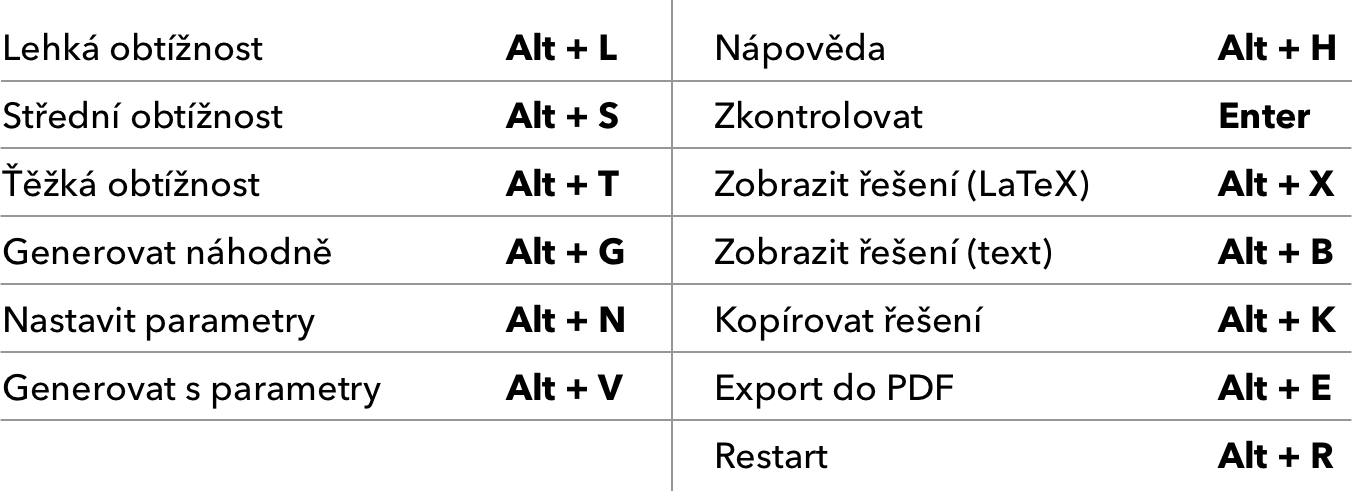 Lehká obtížnost Alt + L
Střední obtížnost Alt + S
Ťěžká obtížnost Alt + T
Generovat náhodně Alt + G
Nastavit parametry Alt + N
Generovat s parametry Alt + V
Nápověda Alt + H
Zkontrolovat Enter
Zobrazit řešení (LaTeX) Alt + X
Zobrazit řešení (text) Alt + B
Kopírovat řešení Alt + K
Export do PDF Alt + E
Restart Alt + R